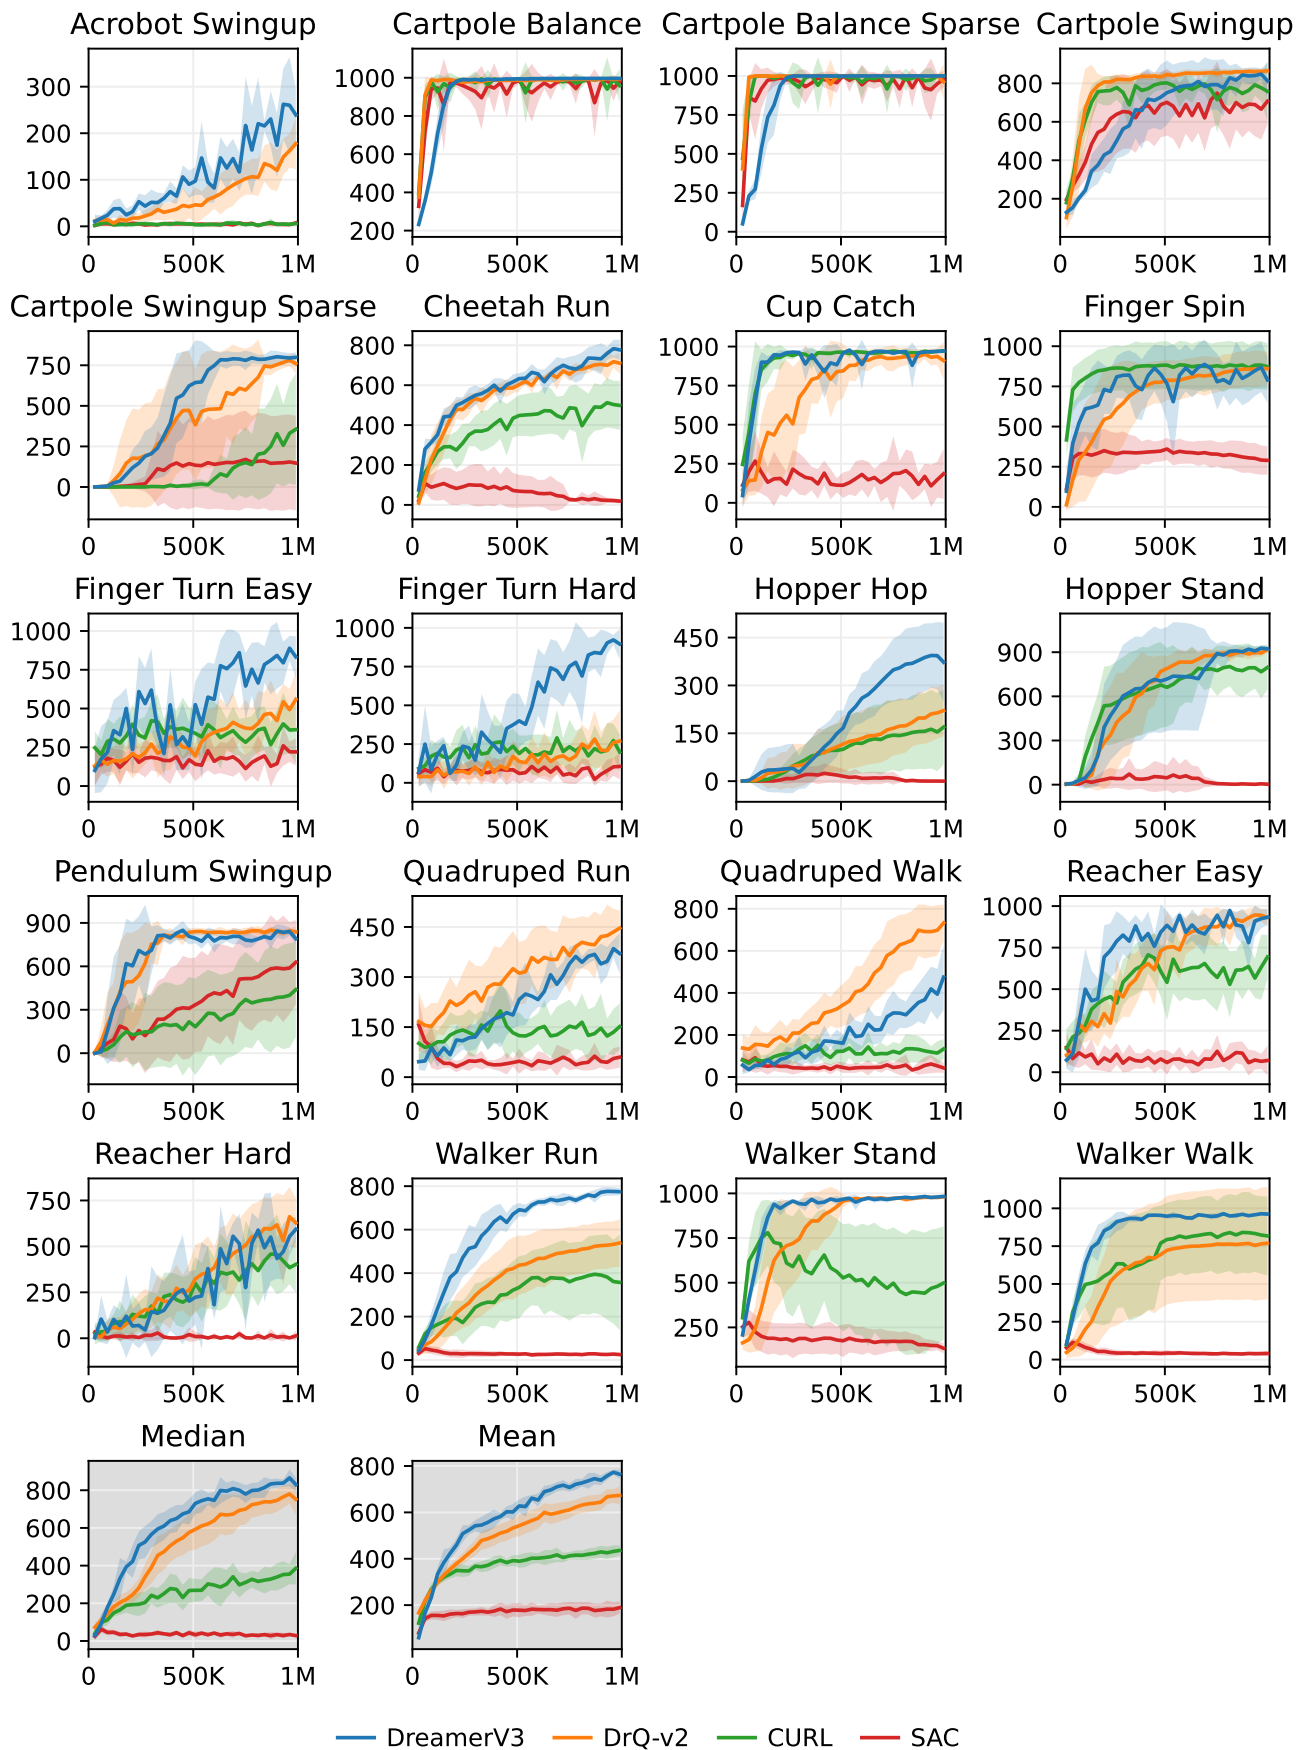 Acrobot Swingup Cartpole Balance Cartpole Balance Sparse Cartpole Swingup
300 1000 1000 800
200 800 750 600
100 600 500 400
0 400 250 200
200 0
0 500K 1M 0 500K 1M 0 500K 1M 0 500K 1M
Cartpole Swingup Sparse Cheetah Run Cup Catch Finger Spin
750 800 1000 1000
500 600 750 750
250 400 500 500
0 200 250 250
0 0 0
0 500K 1M 0 500K 1M 0 500K 1M 0 500K 1M
Finger Turn Easy Finger Turn Hard Hopper Hop Hopper Stand
1000 1000 450 900
750 750 300 600
500 500 150 300
250 250 0 0
0 0
0 500K 1M 0 500K 1M 0 500K 1M 0 500K 1M
Pendulum Swingup Quadruped Run Quadruped Walk Reacher Easy
900 450 800 1000
600 300 600 750
300 150 400 500
0 0 200 250
0 0
0 500K 1M 0 500K 1M 0 500K 1M 0 500K 1M
Reacher Hard Walker Run Walker Stand Walker Walk
750 800 1000 1000
500 600 750 750
250 400 500 500
0 200 250 250
0 0
0 500K 1M 0 500K 1M 0 500K 1M 0 500K 1M
Median Mean
800 800
600 600
400 400
200 200
0
0 500K 1M 0 500K 1M
DreamerV3 DrQ-v2 CURL SAC